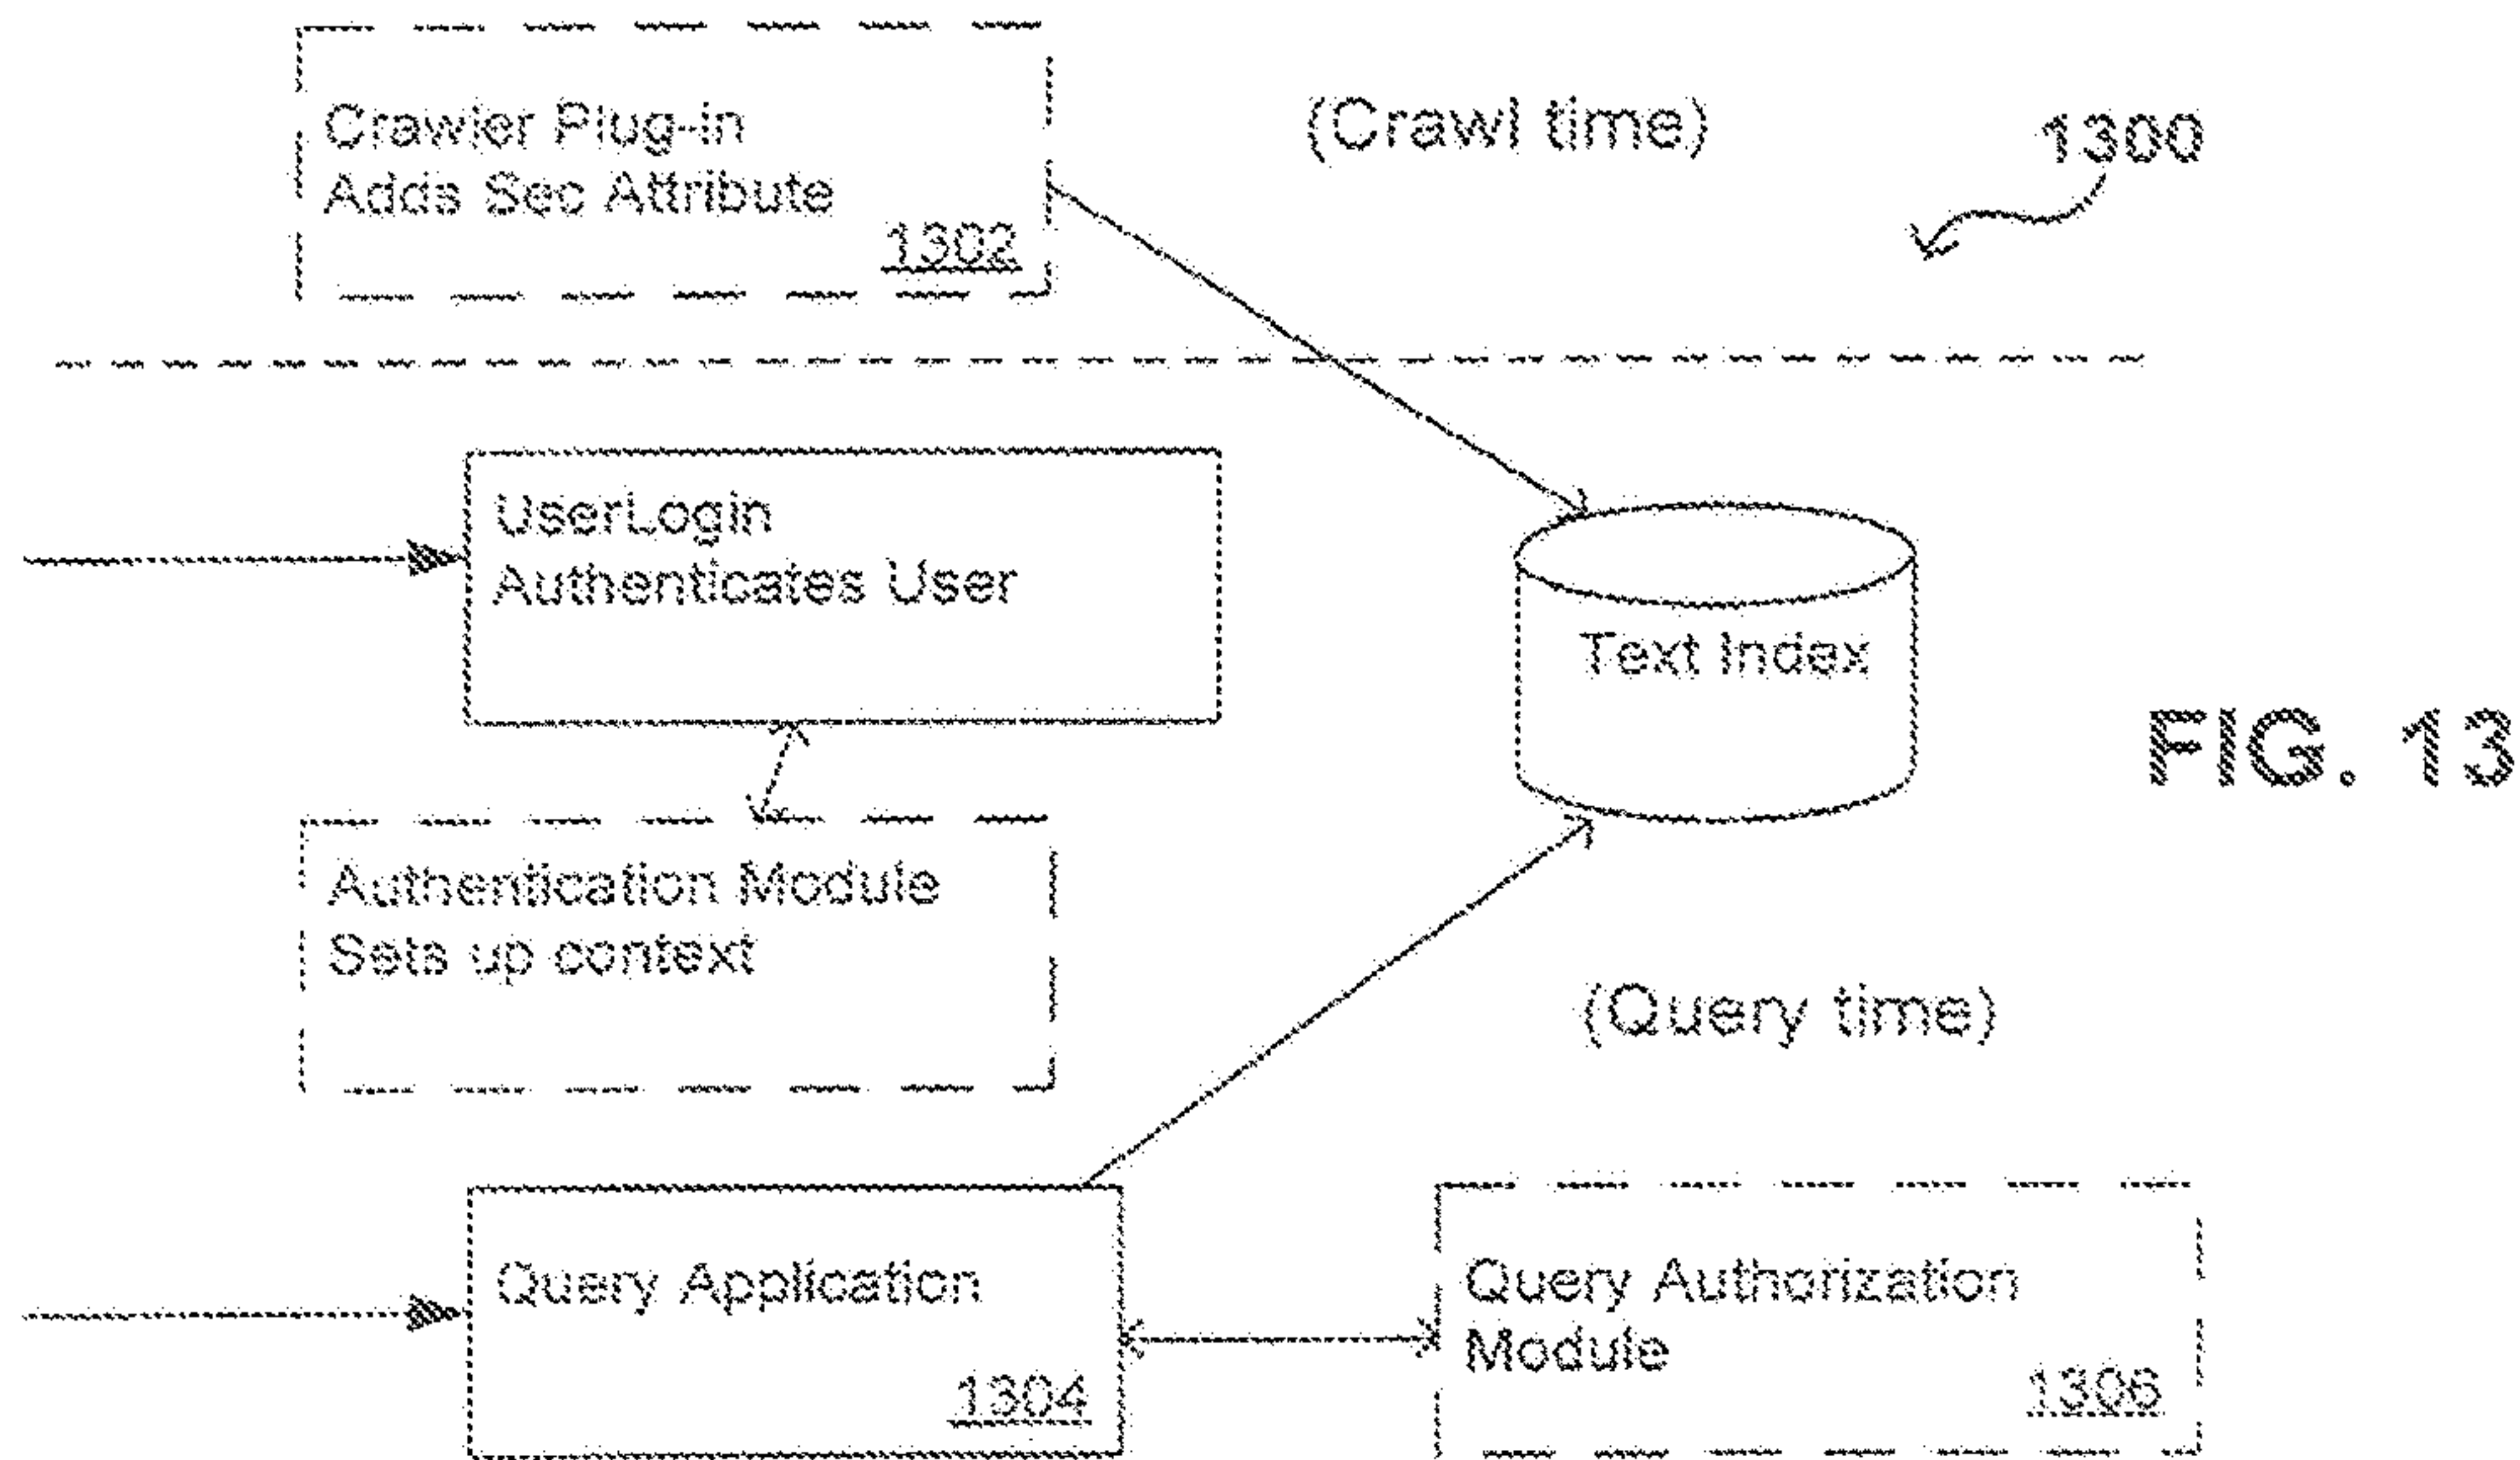 Crawler Plug-in
Adds Sec Attribute
1302
(Crawl time)
1300
UserLogin
Authenticates User
Text Index
FIG. 13
Authentication Module
Sets up context
(Query time)
Query Application
1304
Query Authorization
Module
1306